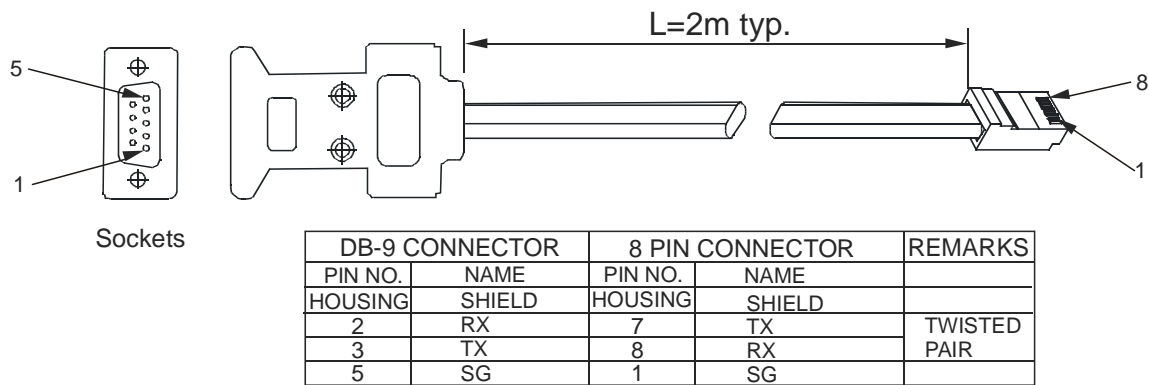 L=2m typ.
5
1
8
1
Sockets
DB-9 CONNECTOR 8 PIN CONNECTOR REMARKS
PIN NO. NAME PIN NO. NAME
HOUSING SHIELD HOUSING SHIELD
2 RX 7 TX TWISTED
3 TX 8 RX PAIR
5 SG 1 SG